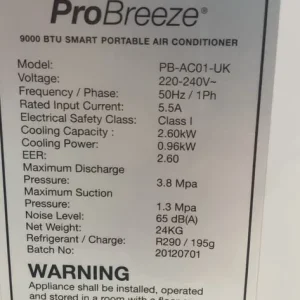 ProBreeze®
9000 BTU SMART PORTABLE AIR CONDITIONER
Model: PB-AC01-UK
Voltage: 220-240V~
Frequency / Phase: 50Hz / 1Ph
Rated Input Current: 5.5A
Electrical Safety Class: Class I
Cooling Capacity : 2.60kW
Cooling Power: 0.96kW
EER: 2.60
Maximum Discharge
Pressure: 3.8 Mpa
Maximum Suction
Pressure: 1.3 Mpa
Noise Level: 65 dB(A)
Net Weight: 24KG
Refrigerant / Charge: R290 / 195g
Batch No: 20120701
WARNING
Appliance shall be installed, operated
and stored in a room with a floor